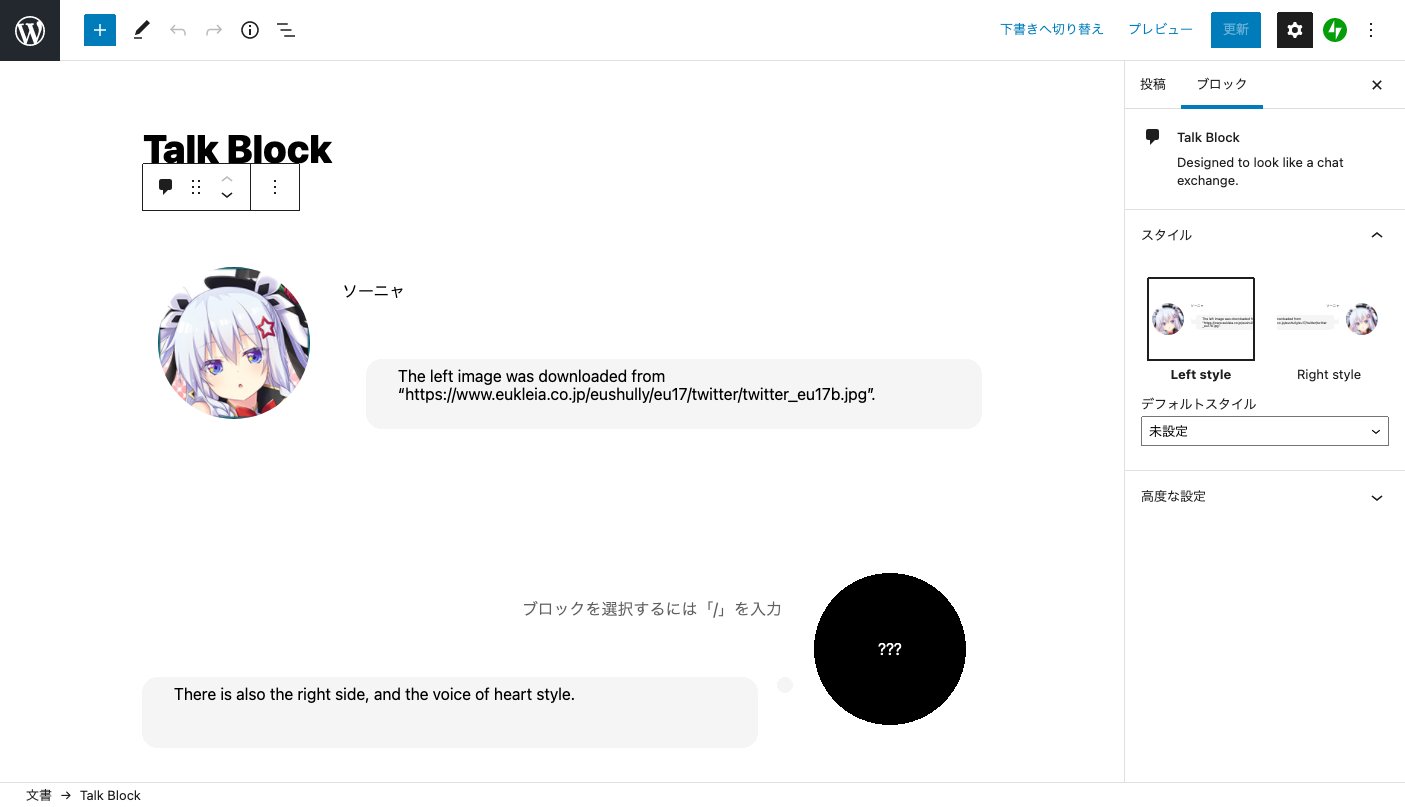 下書きへ切り替え
プレビュー
更新
投稿
ブロック
Talk Block
Talk Block
Designed to look like a chat
exchange.
スタイル
Left style
Right style
デフォルトスタイル
未設定
高度な設定
ソーニャ
The left image was downloaded from
“https://www.eukleia.co.jp/eushully/eu17/twitter/twitter_eu17b.jpg”.
ブロックを選択するには「/」を入力
???
There is also the right side, and the voice of heart style.
文書 → Talk Block